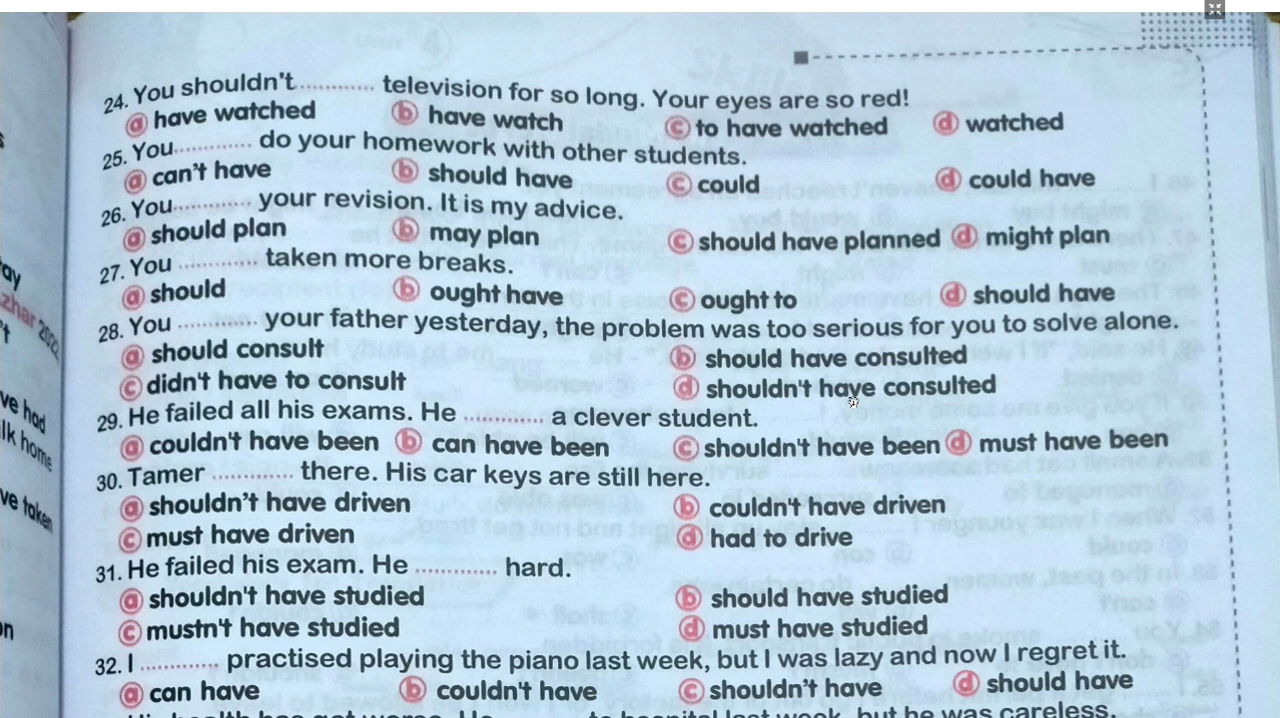 24. You shouldn't ............ television for so long. Your eyes are so red!
ⓐ have watched ⓑ have watch ⓒ to have watched ⓓ watched
25. You ............ do your homework with other students.
ⓐ can't have ⓑ should have ⓒ could ⓓ could have
26. You ............ your revision. It is my advice.
ⓐ should plan ⓑ may plan ⓒ should have planned ⓓ might plan
27. You ............ taken more breaks.
ⓐ should ⓑ ought have ⓒ ought to ⓓ should have
28. You ............ your father yesterday, the problem was too serious for you to solve alone.
ⓐ should consult ⓑ should have consulted
ⓒ didn't have to consult ⓓ shouldn't have consulted
29. He failed all his exams. He ............ a clever student.
ⓐ couldn't have been ⓑ can have been ⓒ shouldn't have been ⓓ must have been
30. Tamer ............ there. His car keys are still here.
ⓐ shouldn't have driven ⓑ couldn't have driven
ⓒ must have driven ⓓ had to drive
31. He failed his exam. He ............ hard.
ⓐ shouldn't have studied ⓑ should have studied
ⓒ mustn't have studied ⓓ must have studied
32. I ............ practised playing the piano last week, but I was lazy and now I regret it.
ⓐ can have ⓑ couldn't have ⓒ shouldn't have ⓓ should have
to hospital last week, but he was careless.